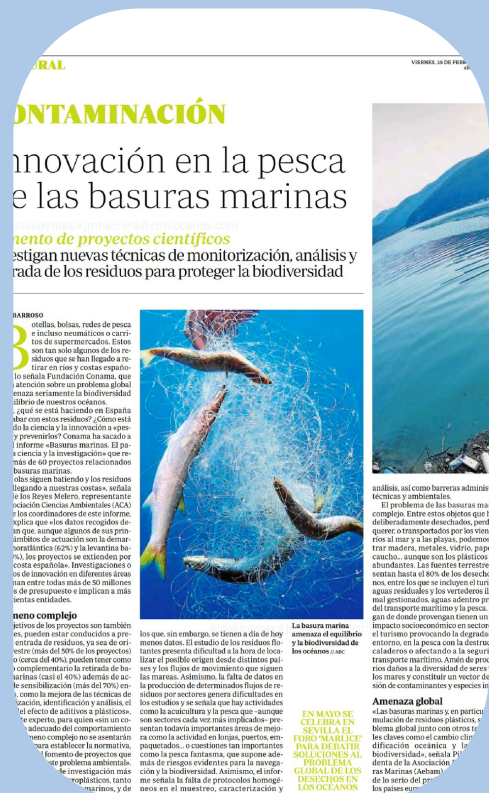 URAL
VIERNES, 28 DE FEBR
ONTAMINACIÓN
nnovación en la pesca
e las basuras marinas
mento de proyectos científicos
estigan nuevas técnicas de monitorización, análisis y
rada de los residuos para proteger la biodiversidad
BARROSO
Botellas, bolsas, redes de pesca
e incluso neumáticos o carri-
tos de supermercados. Estos
son tan solo algunos de los re-
siduos que se han llegado a re-
tirar en ríos y costas españo-
lo señala Fundación Conama, que
atención sobre un problema global
enaza seriamente la biodiversidad
ilibrio de nuestros océanos.
¿qué se está haciendo en España
abar con estos residuos? ¿Cómo está
do la ciencia y la innovación a «pes-
y prevenirlos? Conama ha sacado a
informe «Basuras marinas. El pa-
a ciencia y la investigación» que re-
más de 60 proyectos relacionados
basuras marinas.
olas siguen batiendo y los residuos
llegando a nuestras costas», señala
e los Reyes Melero, representante
ociación Ciencias Ambientales (ACA)
e los coordinadores de este informe,
xplica que «los datos recogidos de-
n que, aunque algunos de sus prin-
ámbitos de actuación son la demar-
noratlántica (62%) y la levantina ba-
%), los proyectos se extienden por
costa española». Investigaciones o
os de innovación en diferentes áreas
nan entre todas más de 50 millones
s de presupuesto e implican a más
ientas entidades.
neno complejo
jetivos de los proyectos son también
es, pueden estar conducidos a pre-
entrada de residuos, ya sea de ori-
estre (más del 50% de los proyectos)
o (cerca del 40%), pueden tener como
o complementario la retirada de ba-
arinas (casi el 40%) además de ac-
de sensibilización (más del 70%) en-
, como la mejora de las técnicas de
zación, identificación y análisis, el
del efecto de aditivos a plásticos»,
te experto, para quien «sin un co-
adecuado del comportamiento
meno complejo no se asentarán
para establecer la normativa,
l fomento de proyectos que
te problema ambiental».
de investigación más
roplásticos, tanto
marinos, y de
los que, sin embargo, se tienen a día de hoy
menos datos. El estudio de los residuos flo-
tantes presenta dificultad a la hora de loca-
lizar el posible origen desde distintos paí-
ses y los flujos de movimiento que siguen
las mareas. Asimismo, la falta de datos en
la producción de determinados flujos de re-
siduos por sectores genera dificultades en
los estudios y se señala que hay actividades
como la acuicultura y la pesca que –aunque
son sectores cada vez más implicados– pre-
sentan todavía importantes áreas de mejo-
ra como la actividad en lonjas, puertos, em-
paquetados... o cuestiones tan importantes
como la pesca fantasma, que supone ade-
más de riesgos evidentes para la navega-
ción y la biodiversidad. Asimismo, el infor-
me señala la falta de protocolos homogé-
neos en el muestreo, caracterización y
La basura marina
amenaza el equilibrio
y la biodiversidad de
los océanos // ABC
EN MAYO SE
CELEBRA EN
SEVILLA EL
FORO 'MARLICE'
PARA DEBATIR
SOLUCIONES AL
PROBLEMA
GLOBAL DE LOS
DESECHOS EN
LOS OCÉANOS
análisis, así como barreras adminis
técnicas y ambientales.
El problema de las basuras mar
complejo. Entre estos objetos que h
deliberadamente desechados, perd
querer, o transportados por los vien
ríos al mar y a las playas, podemos
trar madera, metales, vidrio, pape
caucho... aunque son los plásticos
abundantes. Las fuentes terrestre
sentan hasta el 80% de los desecho
nos, entre los que se incluyen el turi
aguas residuales y los vertederos il
mal gestionados, aguas adentro pr
del transporte marítimo y la pesca.
gan de donde provengan tienen un
impacto socioeconómico en sector
el turismo provocando la degrada
entorno, en la pesca con la destruc
caladeros o afectando a la seguri
transporte marítimo. Amén de proc
rios daños a la diversidad de seres
los mares y constituir un vector de
sión de contaminantes y especies in
Amenaza global
«Las basuras marinas y, en particu
mulación de residuos plásticos, s
blema global junto con otros t
les claves como el cambio clim
dificación oceánica y la
biodiversidad», señala Pil
denta de la Asociación
ras Marinas (Aebam)
de lo serio del pr
los países eur